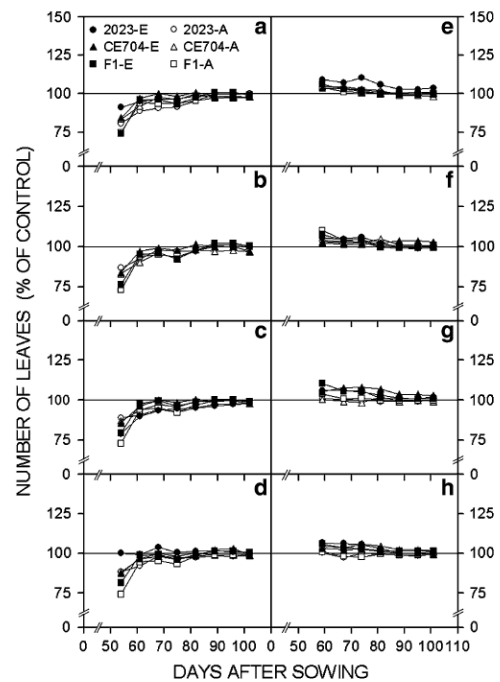 150
a
e
2023-E
2023-A
CE704-E
CE704-A
F1-E
F1-A
125
100
75
0
b
f
125
100
75
0
c
g
125
100
75
0
d
h
125
100
75
0
150
125
100
75
0
125
100
75
0
125
100
75
0
125
100
75
0
NUMBER OF LEAVES (% OF CONTROL)
0 50 60 70 80 90 100 0 50 60 70 80 90 100 110
DAYS AFTER SOWING